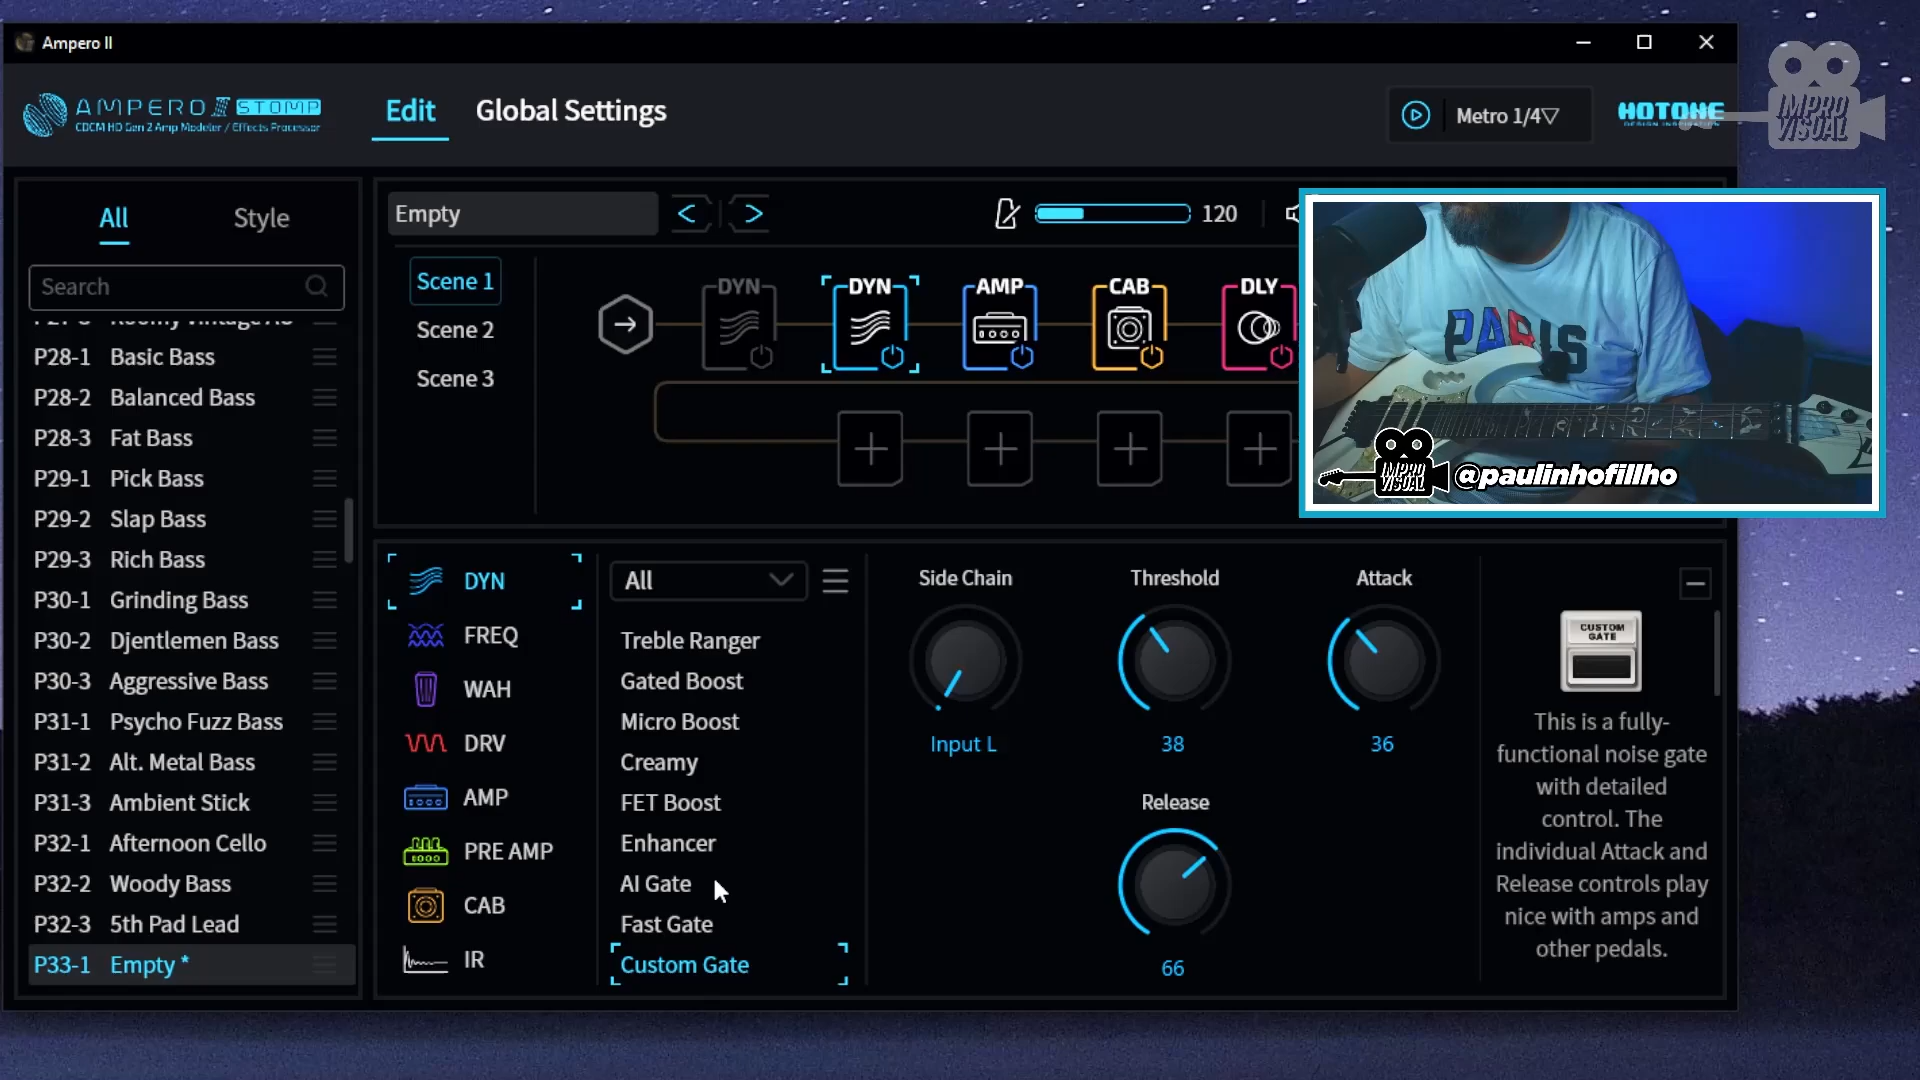 Ampero II
AMPERO II STOMP
CDCM HD Gen 2 Amp Modeler / Effects Processor
Edit
Global Settings
Metro 1/4
HOTONE
DESIGN INSPIRATION
IMPRO
VISUAL
All
Style
Search
Empty
120
Scene 1
Scene 2
Scene 3
DYN
DYN
AMP
CAB
DLY
PARIS
IMPRO
VISUAL
@paulinhofillho
P28-1 Basic Bass
P28-2 Balanced Bass
P28-3 Fat Bass
P29-1 Pick Bass
P29-2 Slap Bass
P29-3 Rich Bass
P30-1 Grinding Bass
P30-2 Djentlemen Bass
P30-3 Aggressive Bass
P31-1 Psycho Fuzz Bass
P31-2 Alt. Metal Bass
P31-3 Ambient Stick
P32-1 Afternoon Cello
P32-2 Woody Bass
P32-3 5th Pad Lead
P33-1 Empty *
DYN
FREQ
WAH
DRV
AMP
PRE AMP
CAB
IR
All
Treble Ranger
Gated Boost
Micro Boost
Creamy
FET Boost
Enhancer
AI Gate
Fast Gate
Custom Gate
Side Chain
Input L
Threshold
38
Attack
36
Release
66
CUSTOM
GATE
This is a fully-
functional noise gate
with detailed
control. The
individual Attack and
Release controls play
nice with amps and
other pedals.